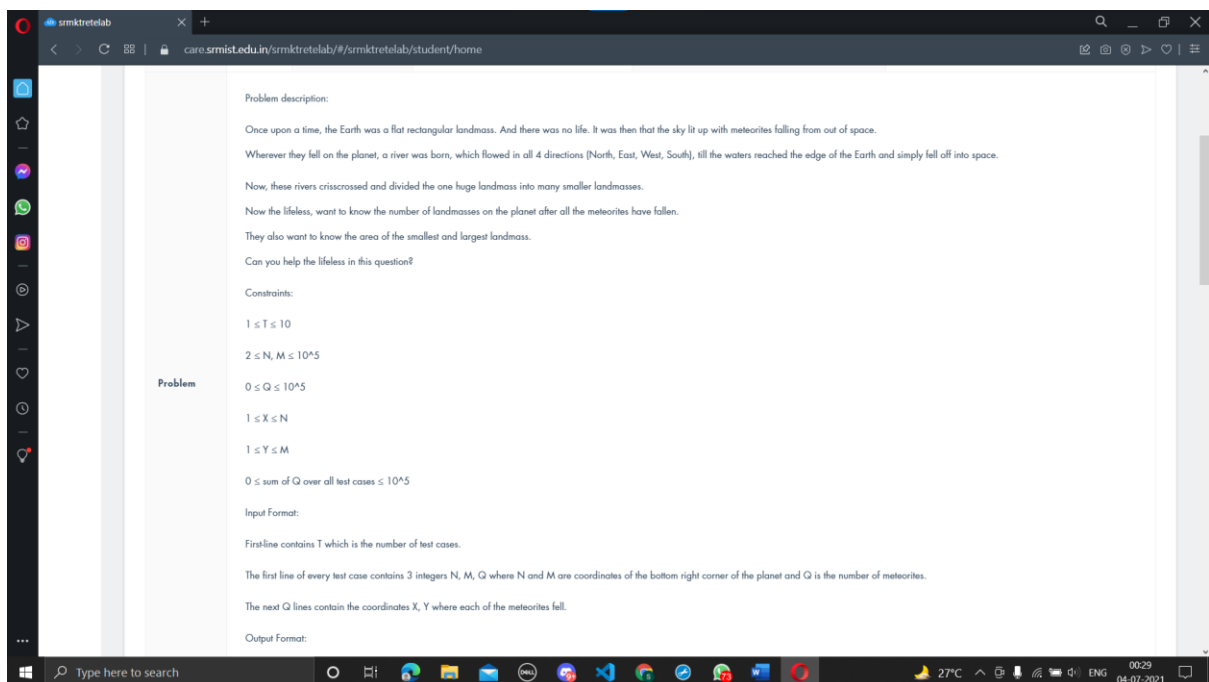 srmktretelab
care.srmist.edu.in/srmktretelab/#/srmktretelab/student/home
Problem description:
Once upon a time, the Earth was a flat rectangular landmass. And there was no life. It was then that the sky lit up with meteorites falling from out of space.
Wherever they fell on the planet, a river was born, which flowed in all 4 directions (North, East, West, South), till the waters reached the edge of the Earth and simply fell off into space.
Now, these rivers crisscrossed and divided the one huge landmass into many smaller landmasses.
Now the lifeless, want to know the number of landmasses on the planet after all the meteorites have fallen.
They also want to know the area of the smallest and largest landmass.
Can you help the lifeless in this question?
Constraints:
1 ≤ T ≤ 10
2 ≤ N, M ≤ 10^5
Problem
0 ≤ Q ≤ 10^5
1 ≤ X ≤ N
1 ≤ Y ≤ M
0 ≤ sum of Q over all test cases ≤ 10^5
Input Format:
First-line contains T which is the number of test cases.
The first line of every test case contains 3 integers N, M, Q where N and M are coordinates of the bottom right corner of the planet and Q is the number of meteorites.
The next Q lines contain the coordinates X, Y where each of the meteorites fell.
Output Format:
Type here to search
27°C
ENG
00:29
04-07-2021